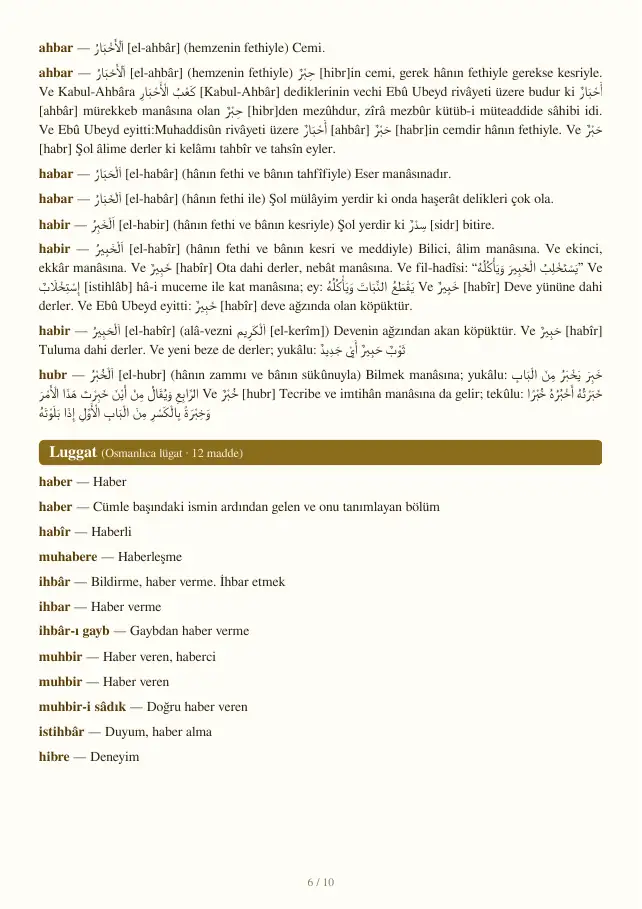 ahbar — اَلْأَخْبَارُ [el-ahbâr] (hemzenin fethiyle) Cemi.
ahbar — اَلْأَحْبَارُ [el-ahbâr] (hemzenin fethiyle) حِبْرٌ [hibr]in cemi, gerek hânın fethiyle gerekse kesriyle.
Ve Kabul-Ahbâra كَعْبُ الْأَحْبَارِ [Kabul-Ahbâr] dediklerinin vechi Ebû Ubeyd rivâyeti üzere budur ki أَحْبَارٌ
[ahbâr] mürekkeb manâsına olan حِبْرٌ [hibr]den mezûhdur, zîrâ mezbûr kütüb-i müteaddide sâhibi idi.
Ve Ebû Ubeyd eyitti:Muhaddisûn rivâyeti üzere أَحْبَارٌ [ahbâr] حَبْرٌ [habr]in cemdir hânın fethiyle. Ve حَبْرٌ
[habr] Şol âlime derler ki kelâmı tahbîr ve tahsîn eyler.
habar — اَلْحَبَارُ [el-habâr] (hânın fethi ve bânın tahfîfiyle) Eser manâsınadır.
habar — اَلْخَبَارُ [el-habâr] (hânın fethi ile) Şol mülâyim yerdir ki onda haşerât delikleri çok ola.
habir — اَلْخَبِرُ [el-habir] (hânın fethi ve bânın kesriyle) Şol yerdir ki سِدْرٌ [sidr] bitire.
habir — اَلْخَبِيرُ [el-habîr] (hânın fethi ve bânın kesri ve meddiyle) Bilici, âlim manâsına. Ve ekinci,
ekkâr manâsına. Ve خَبِيرٌ [habîr] Ota dahi derler, nebât manâsına. Ve fil-hadîsi: “نَسْتَخْلِبُ الْخَبِيرَ وَيَأْكُلُهُ” Ve
إِسْتِخْلَابٌ [istihlâb] hâ-i muceme ile kat manâsına; ey: يَقْطَعُ النَّبَاتَ وَيَأْكُلُهُ Ve خَبِيرٌ [habîr] Deve yününe dahi
derler. Ve Ebû Ubeyd eyitti: خَبِيرٌ [habîr] deve ağzında olan köpüktür.
habir — اَلْحَبِيرُ [el-habîr] (alâ-vezni الْكَرِيم [el-kerîm]) Devenin ağzından akan köpüktür. Ve حَبِيرٌ [habîr]
Tuluma dahi derler. Ve yeni beze de derler; yukâlu: ثَوْبٌ حَبِيرٌ أَيْ جَدِيدٌ
hubr — اَلْخُبْرُ [el-hubr] (hânın zammı ve bânın sükûnuyla) Bilmek manâsına; yukâlu: خَبِرَ يَخْبَرُ مِنَ الْبَابِ
الرَّابِعِ وَيُقَالُ مِنْ أَيْنَ خَبِرْتَ هَذَا الْأَمْرَ Ve خُبْرٌ [hubr] Tecribe ve imtihân manâsına da gelir; tekûlu: خَبَرْتُهُ أَخْبُرُهُ خُبْرًا
وَخِبْرَةً بِالْكَسْرِ مِنَ الْبَابِ الْأَوَّلِ إِذَا بَلَوْتَهُ
Luggat (Osmanlıca lügat · 12 madde)
haber — Haber
haber — Cümle başındaki ismin ardından gelen ve onu tanımlayan bölüm
habîr — Haberli
muhabere — Haberleşme
ihbâr — Bildirme, haber verme. İhbar etmek
ihbar — Haber verme
ihbâr-ı gayb — Gaybdan haber verme
muhbir — Haber veren, haberci
muhbir — Haber veren
muhbir-i sâdık — Doğru haber veren
istihbâr — Duyum, haber alma
hibre — Deneyim
6 / 10